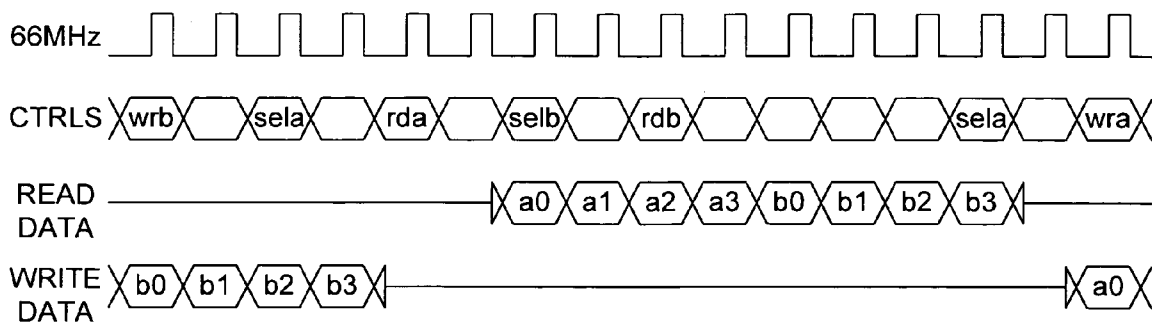 66MHz
CTRLS wrb sela rda selb rdb sela wra
READ DATA a0 a1 a2 a3 b0 b1 b2 b3
WRITE DATA b0 b1 b2 b3 a0